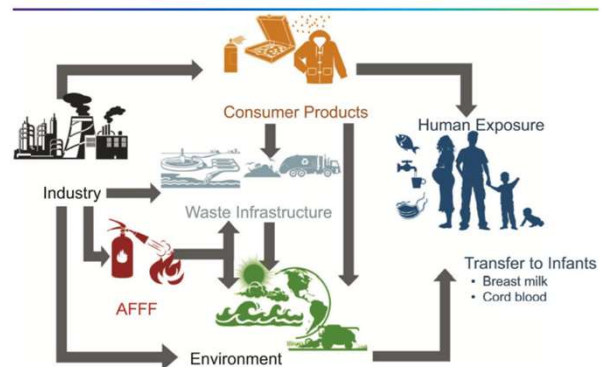 Consumer Products
Human Exposure
Industry
Waste Infrastructure
Transfer to Infants
• Breast milk
• Cord blood
AFFF
Environment